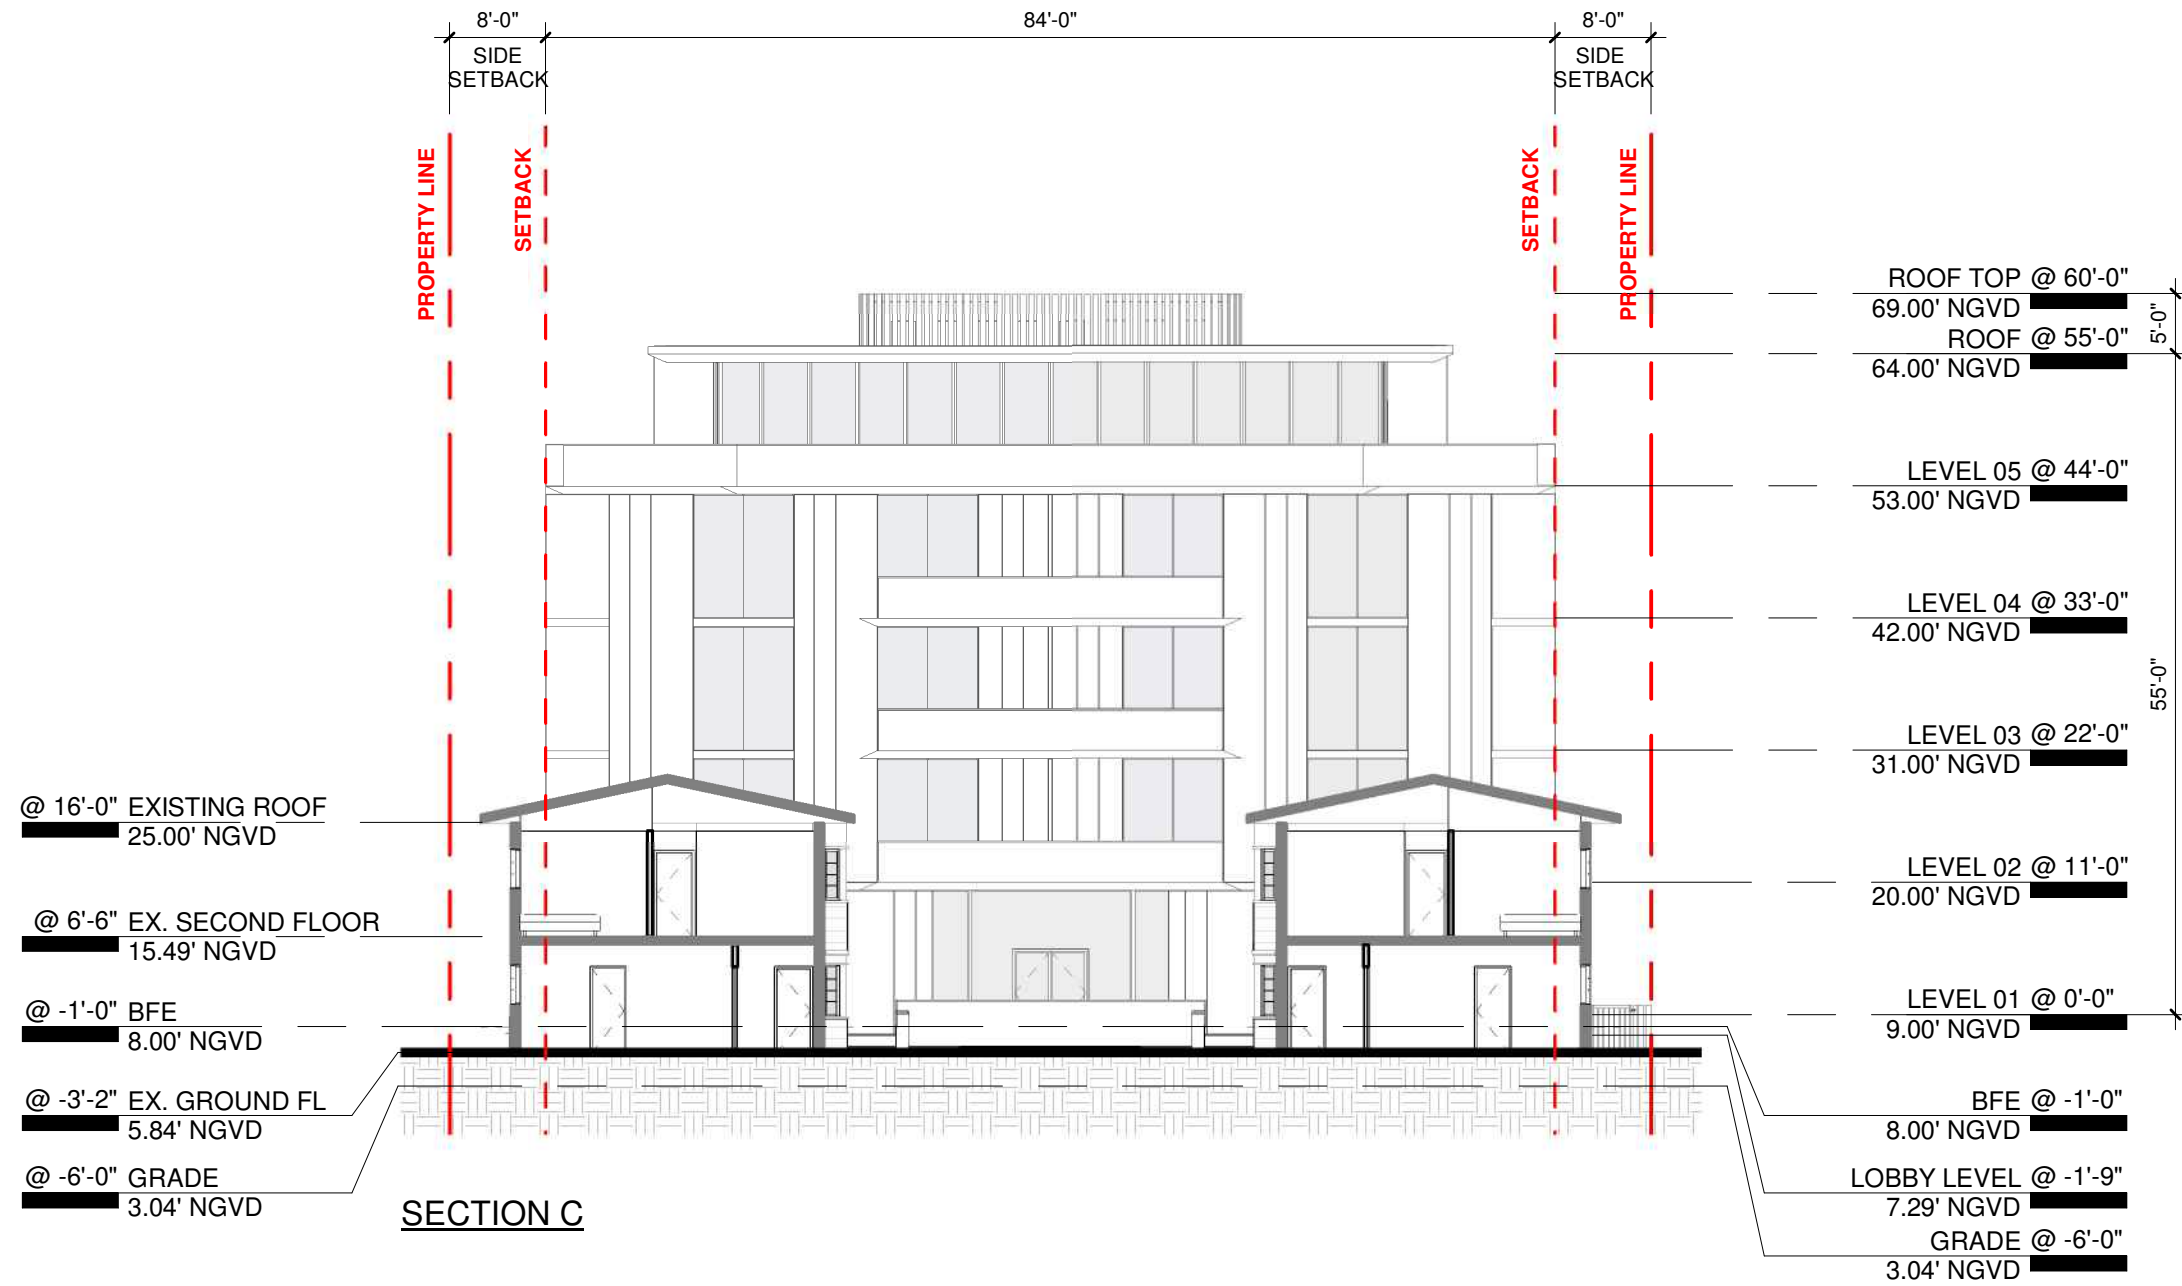 8'-0"
84'-0"
8'-0"
SIDE
SETBACK
SIDE
SETBACK
PROPERTY LINE
SETBACK
SETBACK
PROPERTY LINE
ROOF TOP @ 60'-0"
69.00' NGVD
5'-0"
ROOF @ 55'-0"
64.00' NGVD
LEVEL 05 @ 44'-0"
53.00' NGVD
LEVEL 04 @ 33'-0"
42.00' NGVD
55'-0"
LEVEL 03 @ 22'-0"
31.00' NGVD
LEVEL 02 @ 11'-0"
20.00' NGVD
LEVEL 01 @ 0'-0"
9.00' NGVD
BFE @ -1'-0"
8.00' NGVD
LOBBY LEVEL @ -1'-9"
7.29' NGVD
GRADE @ -6'-0"
3.04' NGVD
@ 16'-0" EXISTING ROOF
25.00' NGVD
@ 6'-6" EX. SECOND FLOOR
15.49' NGVD
@ -1'-0" BFE
8.00' NGVD
@ -3'-2" EX. GROUND FL
5.84' NGVD
@ -6'-0" GRADE
3.04' NGVD
SECTION C